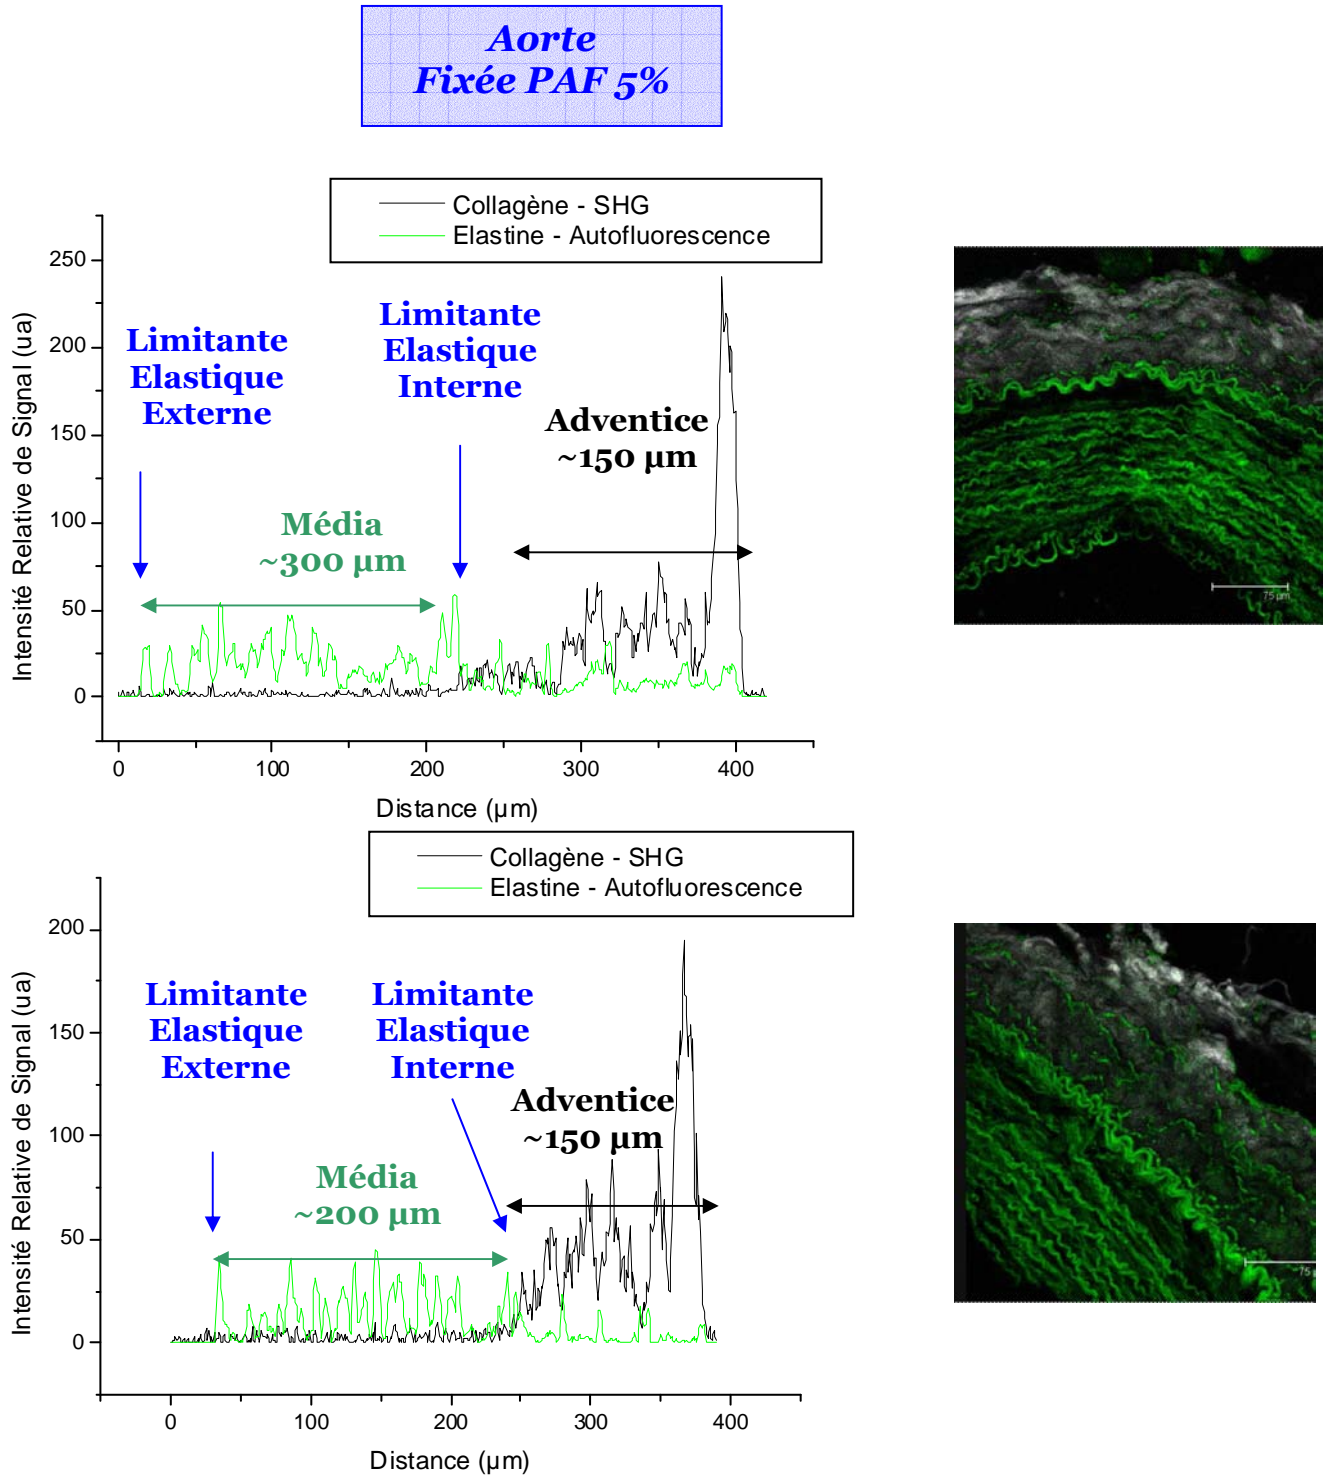 Aorte
Fixée PAF 5%
Collagène - SHG
Elastine - Autofluorescence
Intensité Relative de Signal (ua)
250
200
150
100
50
0
Limitante
Elastique
Externe
Limitante
Elastique
Interne
Adventice
~150 µm
Média
~300 µm
0
100
200
300
400
Distance (µm)
75 µm
Collagène - SHG
Elastine - Autofluorescence
Intensité Relative de Signal (ua)
200
150
100
50
0
Limitante
Elastique
Externe
Limitante
Elastique
Interne
Adventice
~150 µm
Média
~200 µm
0
100
200
300
400
Distance (µm)
75 µ